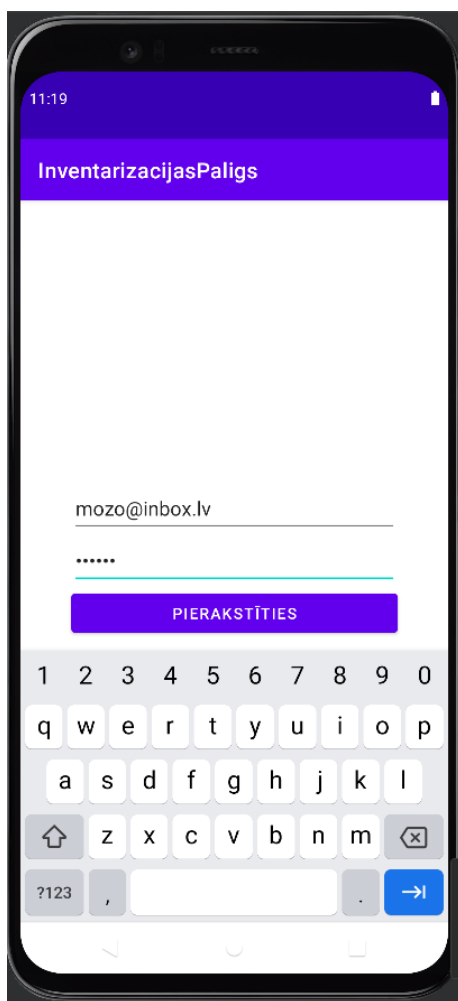 11:19
InventarizacijasPaligs
mozo@inbox.lv
••••••
PIERAKSTĪTIES
1 2 3 4 5 6 7 8 9 0
q w e r t y u i o p
a s d f g h j k l
z x c v b n m
?123 , .